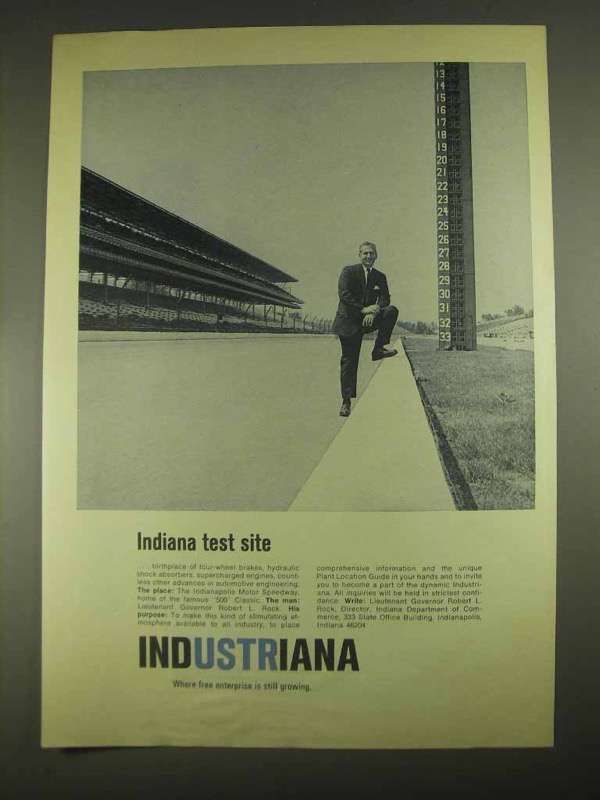 12
13
14
15
16
17
18
19
20
21
22
23
24
25
26
27
28
29
30
31
32
33
Indiana test site
... birthplace of four-wheel brakes, hydraulic
shock absorbers, supercharged engines, count-
less other advances in automotive engineering.
The place: The Indianapolis Motor Speedway,
home of the famous "500" Classic. The man:
Lieutenant Governor Robert L. Rock. His
purpose: To make this kind of stimulating at-
mosphere available to all industry, to place
comprehensive information and the unique
Plant Location Guide in your hands and to invite
you to become a part of the dynamic Industri-
ana. All inquiries will be held in strictest confi-
dence. Write: Lieutenant Governor Robert L.
Rock, Director, Indiana Department of Com-
merce, 333 State Office Building, Indianapolis,
Indiana 46204
INDUSTRIANA
Where free enterprise is still growing.